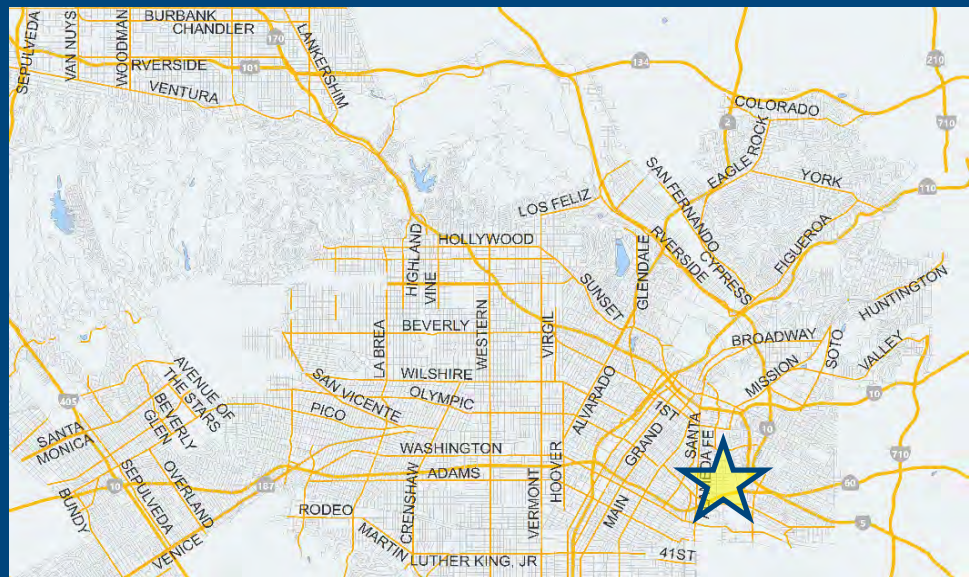 BURBANK
CHANDLER
SEPULVEDA
VAN NUYS
WOODMAN
LANKERSHIM
170
101
RVERSIDE
VENTURA
134
210
COLORADO
2
710
EAGLE ROCK
YORK
110
SAN FERNANDO
LOS FELIZ
FIGUEROA
HOLLYWOOD
HIGHLAND
VINE
GLENDALE
RVERSIDE
CYPRESS
SUNSET
HUNTINGTON
BEVERLY
LA BREA
WESTERN
VIRGIL
BROADWAY
SOTO
VALLEY
MISSION
WILSHIRE
OLYMPIC
SAN VICENTE
PICO
AVENUE OF
THE STARS
BEVERLY
GLEN
405
SANTA
MONICA
ALVARADO
1ST
GRAND
SANTA
FE
10
10
WASHINGTON
ADAMS
SEPULVEDA
OVERLAND
BUNDY
10
187
VENICE
CRENSHAW
VERMONT
HOOVER
MAIN
710
60
5
RODEO
MARTIN
LUTHER KING, JR
41ST